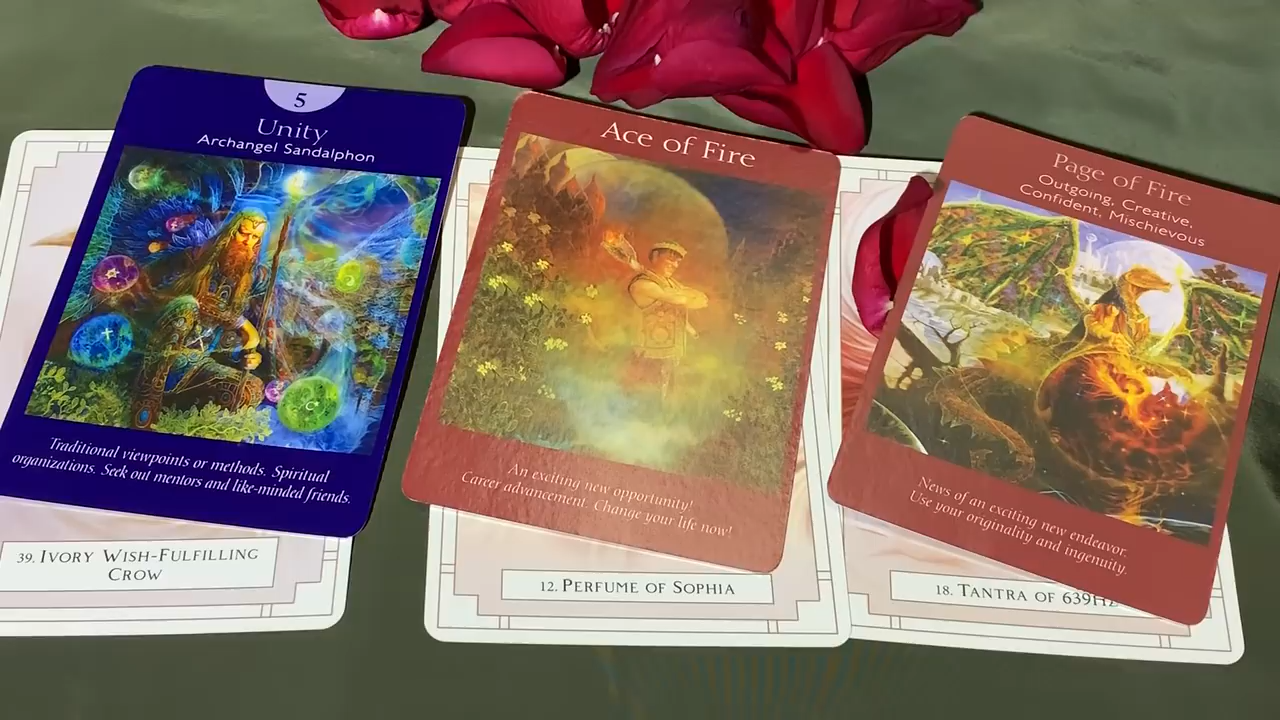 5
Unity
Archangel Sandalphon
Traditional viewpoints or methods. Spiritual
organizations. Seek out mentors and like-minded friends.
39. IVORY WISH-FULFILLING
CROW
Ace of Fire
An exciting new opportunity!
Career advancement. Change your life now!
12. PERFUME OF SOPHIA
Page of Fire
Outgoing, Creative,
Confident, Mischievous
News of an exciting new endeavor.
Use your originality and ingenuity.
18. TANTRA OF 639HZ